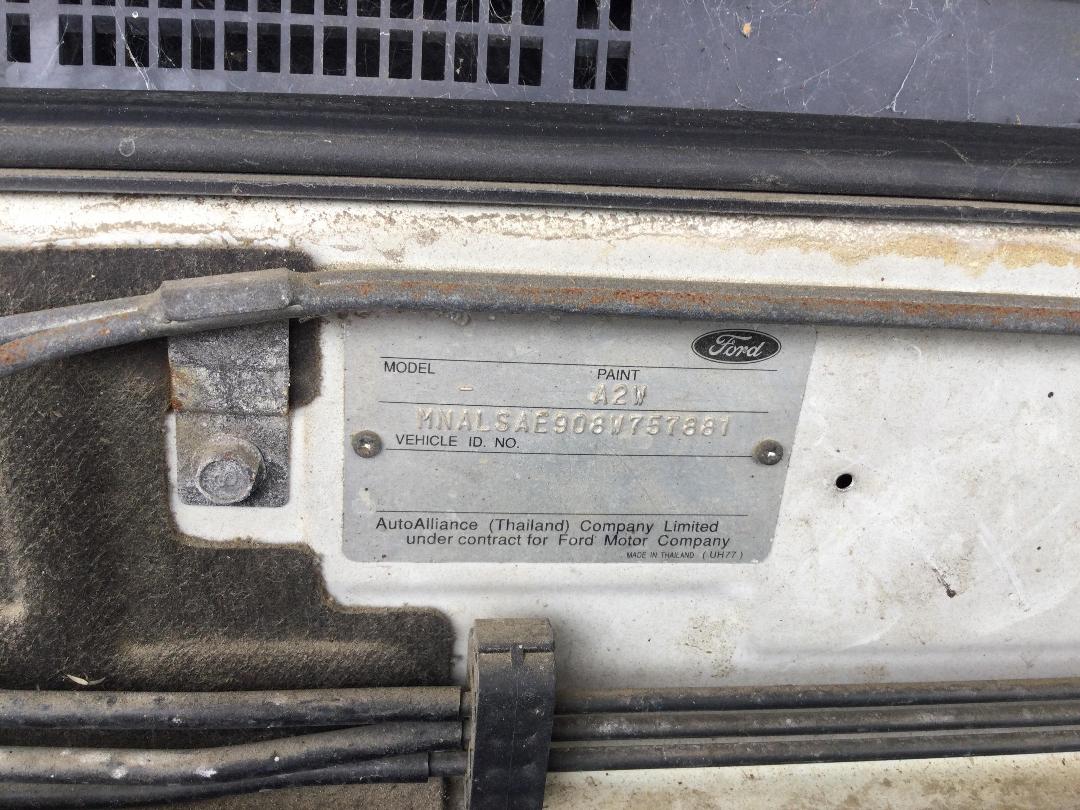 Ford
MODEL PAINT
- A2W
MNALSAE908W757881
VEHICLE ID. NO.
AutoAlliance (Thailand) Company Limited
under contract for Ford Motor Company
MADE IN THAILAND (UH77)